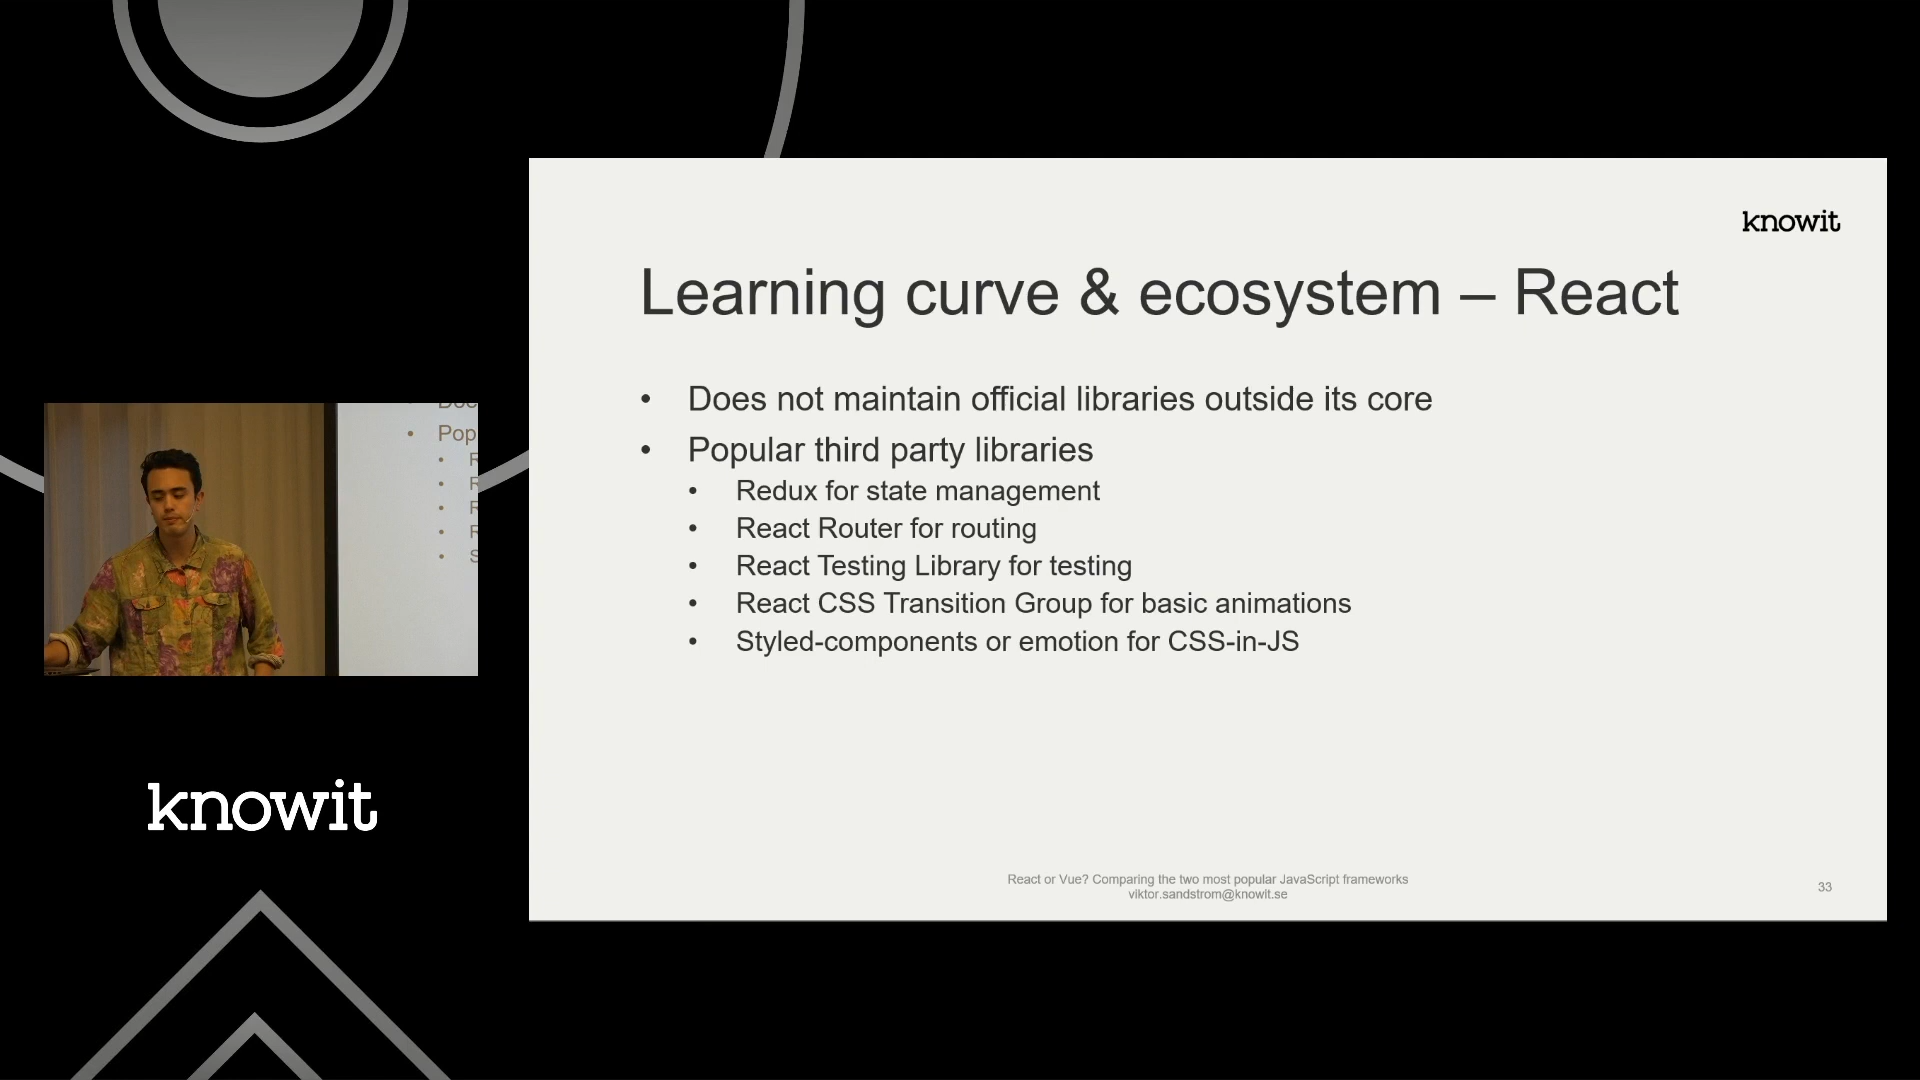 knowit
Learning curve & ecosystem – React
• Does not maintain official libraries outside its core
• Popular third party libraries
• Redux for state management
• React Router for routing
• React Testing Library for testing
• React CSS Transition Group for basic animations
• Styled-components or emotion for CSS-in-JS
React or Vue? Comparing the two most popular JavaScript frameworks
viktor.sandstrom@knowit.se
33
• Pop
• R
• R
• R
• R
• S
knowit